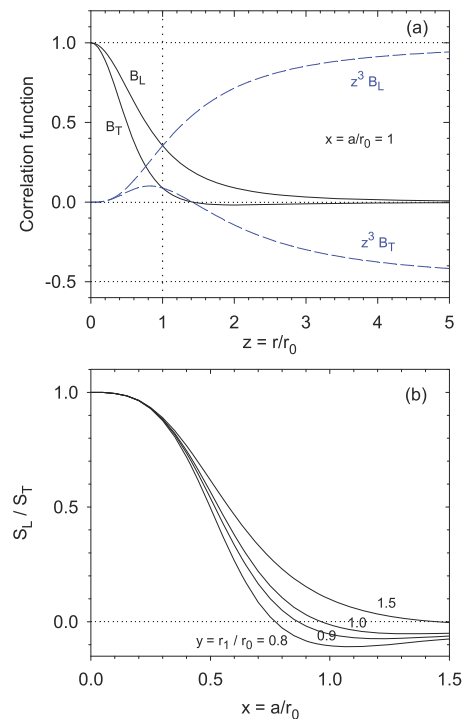 (a)
1.0
0.5
0.0
-0.5
Correlation function
B_L
B_T
z^3 B_L
x = a/r_0 = 1
z^3 B_T
0 1 2 3 4 5
z = r/r_0
(b)
1.0
0.5
0.0
S_L / S_T
1.5
1.0
0.9
y = r_1 / r_0 = 0.8
0.0 0.5 1.0 1.5
x = a/r_0